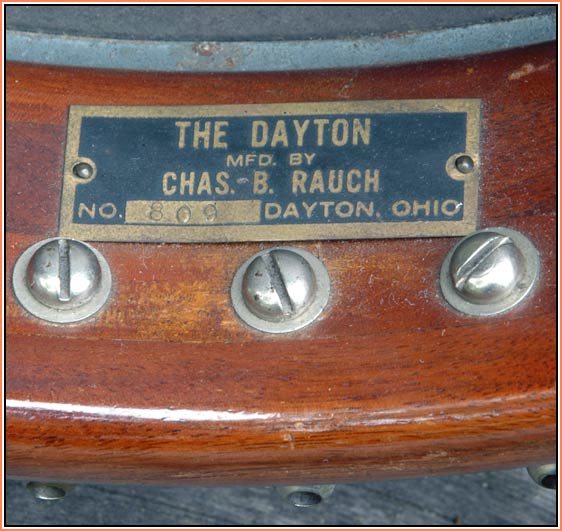 THE DAYTON
MFD. BY
CHAS. B. RAUCH
NO. 809 DAYTON, OHIO